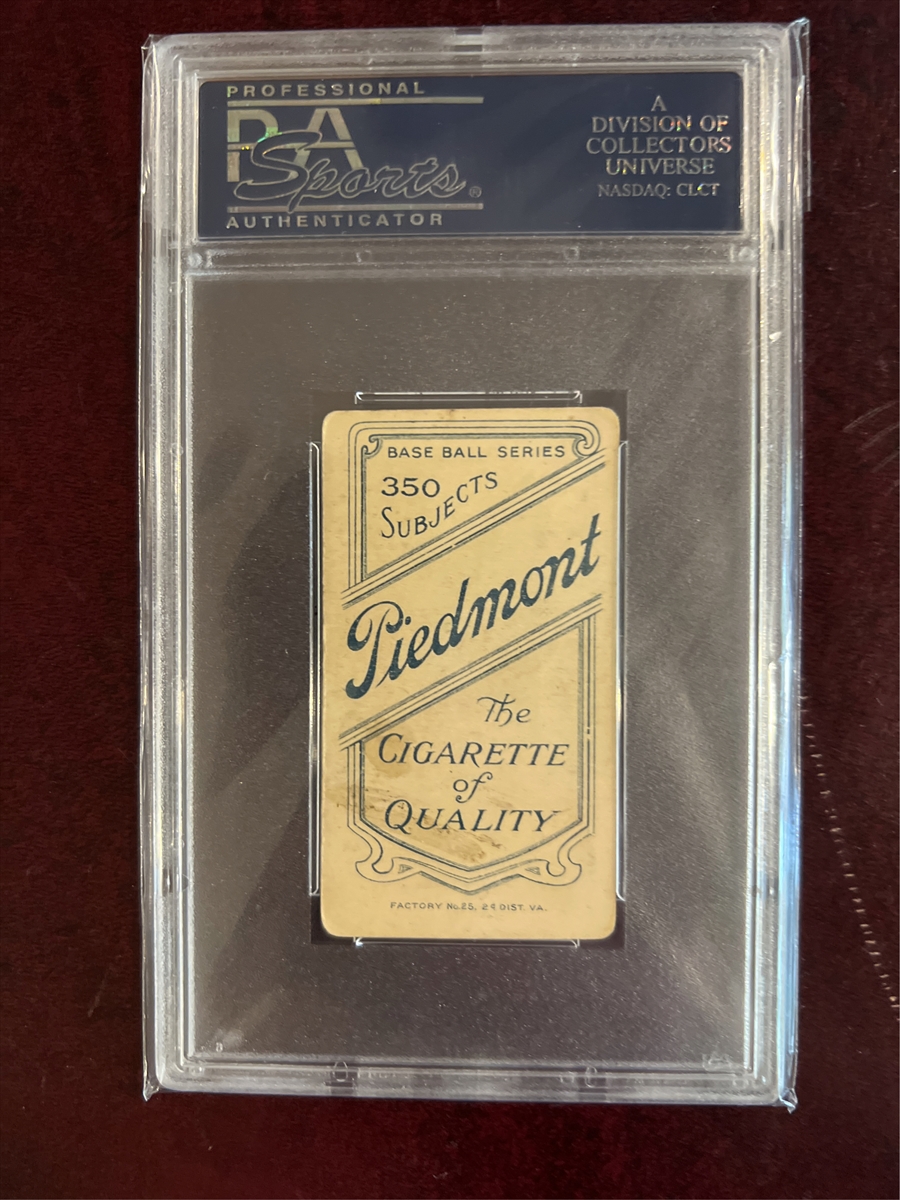 PROFESSIONAL
PSA
Sports®
AUTHENTICATOR
A
DIVISION OF
COLLECTORS
UNIVERSE
NASDAQ: CLCT
BASE BALL SERIES
350
SUBJECTS
Piedmont
The
CIGARETTE
of
QUALITY
FACTORY No.25, 2d DIST. VA.